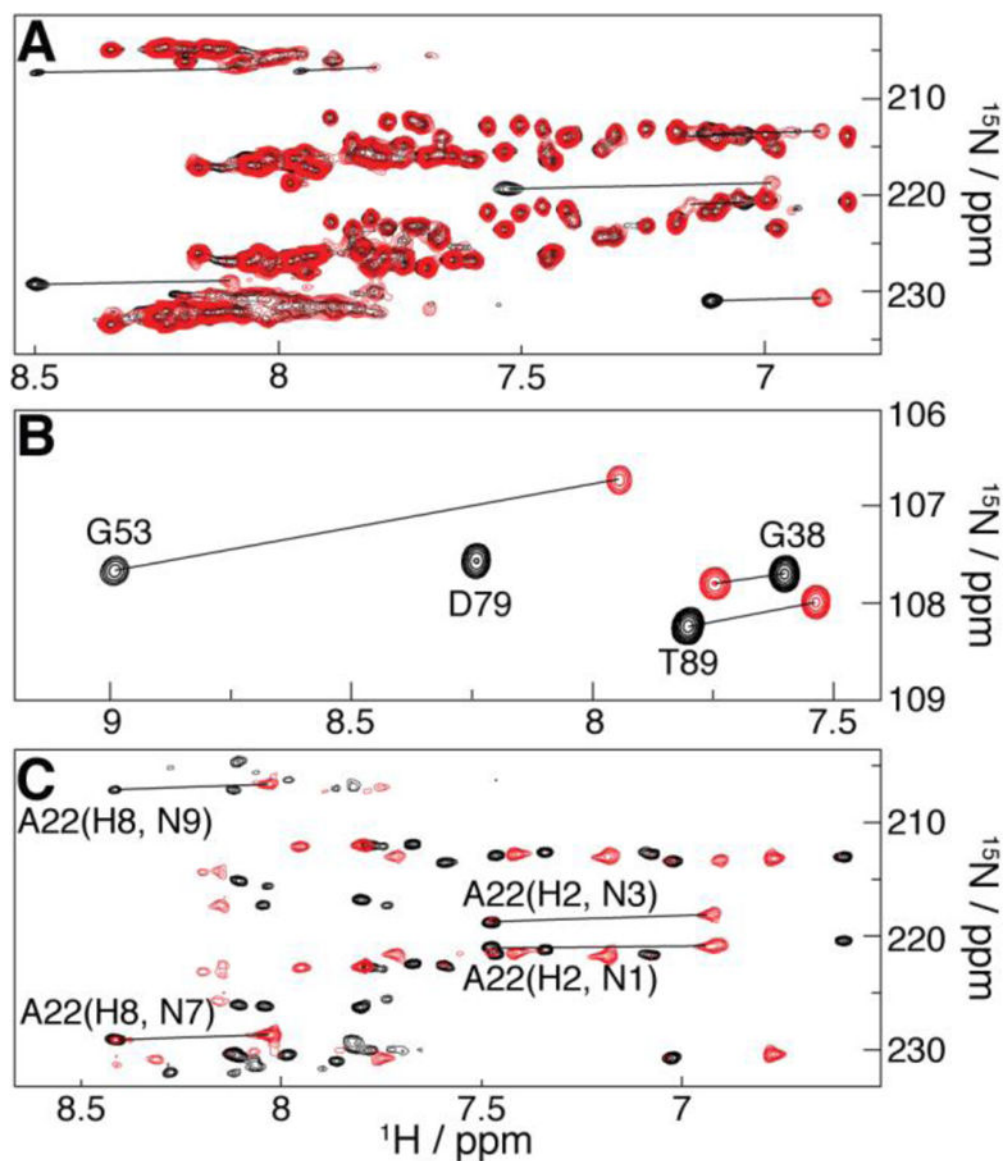 A
210
220
230
¹⁵N / ppm
8.5 8 7.5 7
B
106
107
108
109
¹⁵N / ppm
G53
D79
G38
T89
9 8.5 8 7.5
C
A22(H8, N9)
210
A22(H2, N3)
220
A22(H2, N1)
A22(H8, N7)
230
¹⁵N / ppm
8.5 8 7.5 7
¹H / ppm